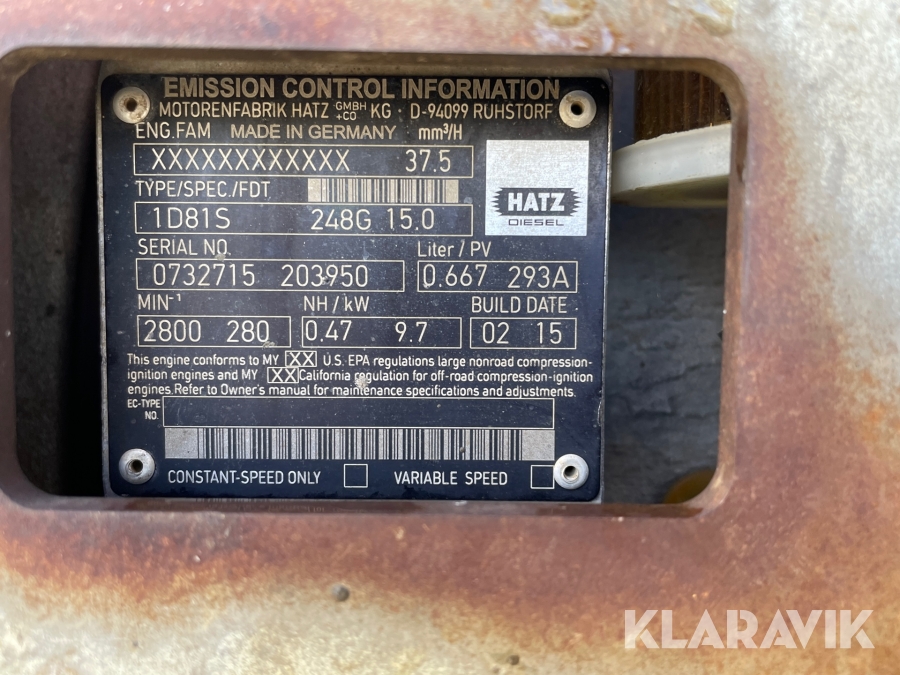 EMISSION CONTROL INFORMATION
MOTORENFABRIK HATZ GMBH +CO KG · D-94099 RUHSTORF
ENG.FAM MADE IN GERMANY mm³/H
XXXXXXXXXXXX 37.5
TYPE/SPEC./FDT
1D81S 248G 15.0
HATZ
DIESEL
SERIAL NO. Liter / PV
0732715 203950 0.667 293A
MIN⁻¹ NH / kW BUILD DATE
2800 280 0.47 9.7 02 15
This engine conforms to MY XX U.S. EPA regulations large nonroad compression-
ignition engines and MY XX California regulation for off-road compression-ignition
engines. Refer to Owner's manual for maintenance specifications and adjustments.
EC-TYPE
NO.
CONSTANT-SPEED ONLY VARIABLE SPEED
KLARAVIK